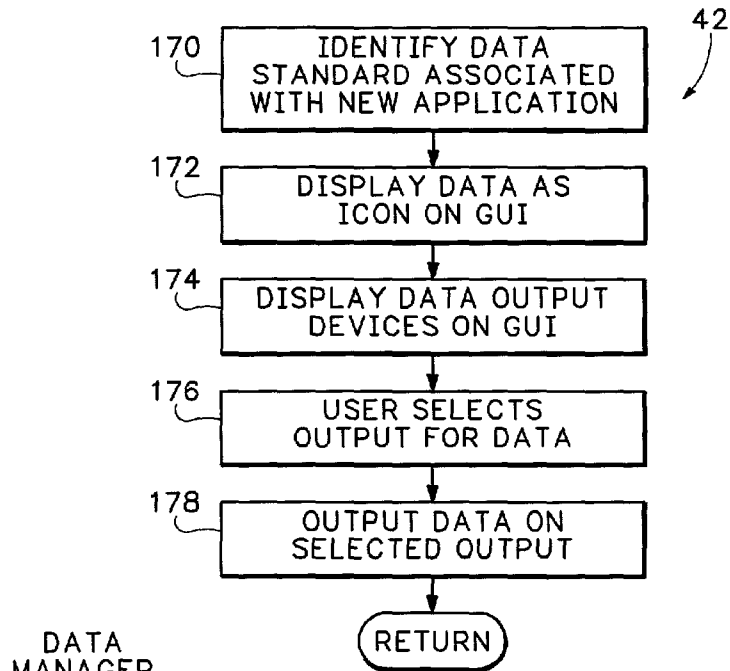 42
170
IDENTIFY DATA
STANDARD ASSOCIATED
WITH NEW APPLICATION
172
DISPLAY DATA AS
ICON ON GUI
174
DISPLAY DATA OUTPUT
DEVICES ON GUI
176
USER SELECTS
OUTPUT FOR DATA
178
OUTPUT DATA ON
SELECTED OUTPUT
RETURN
DATA
MANAGER